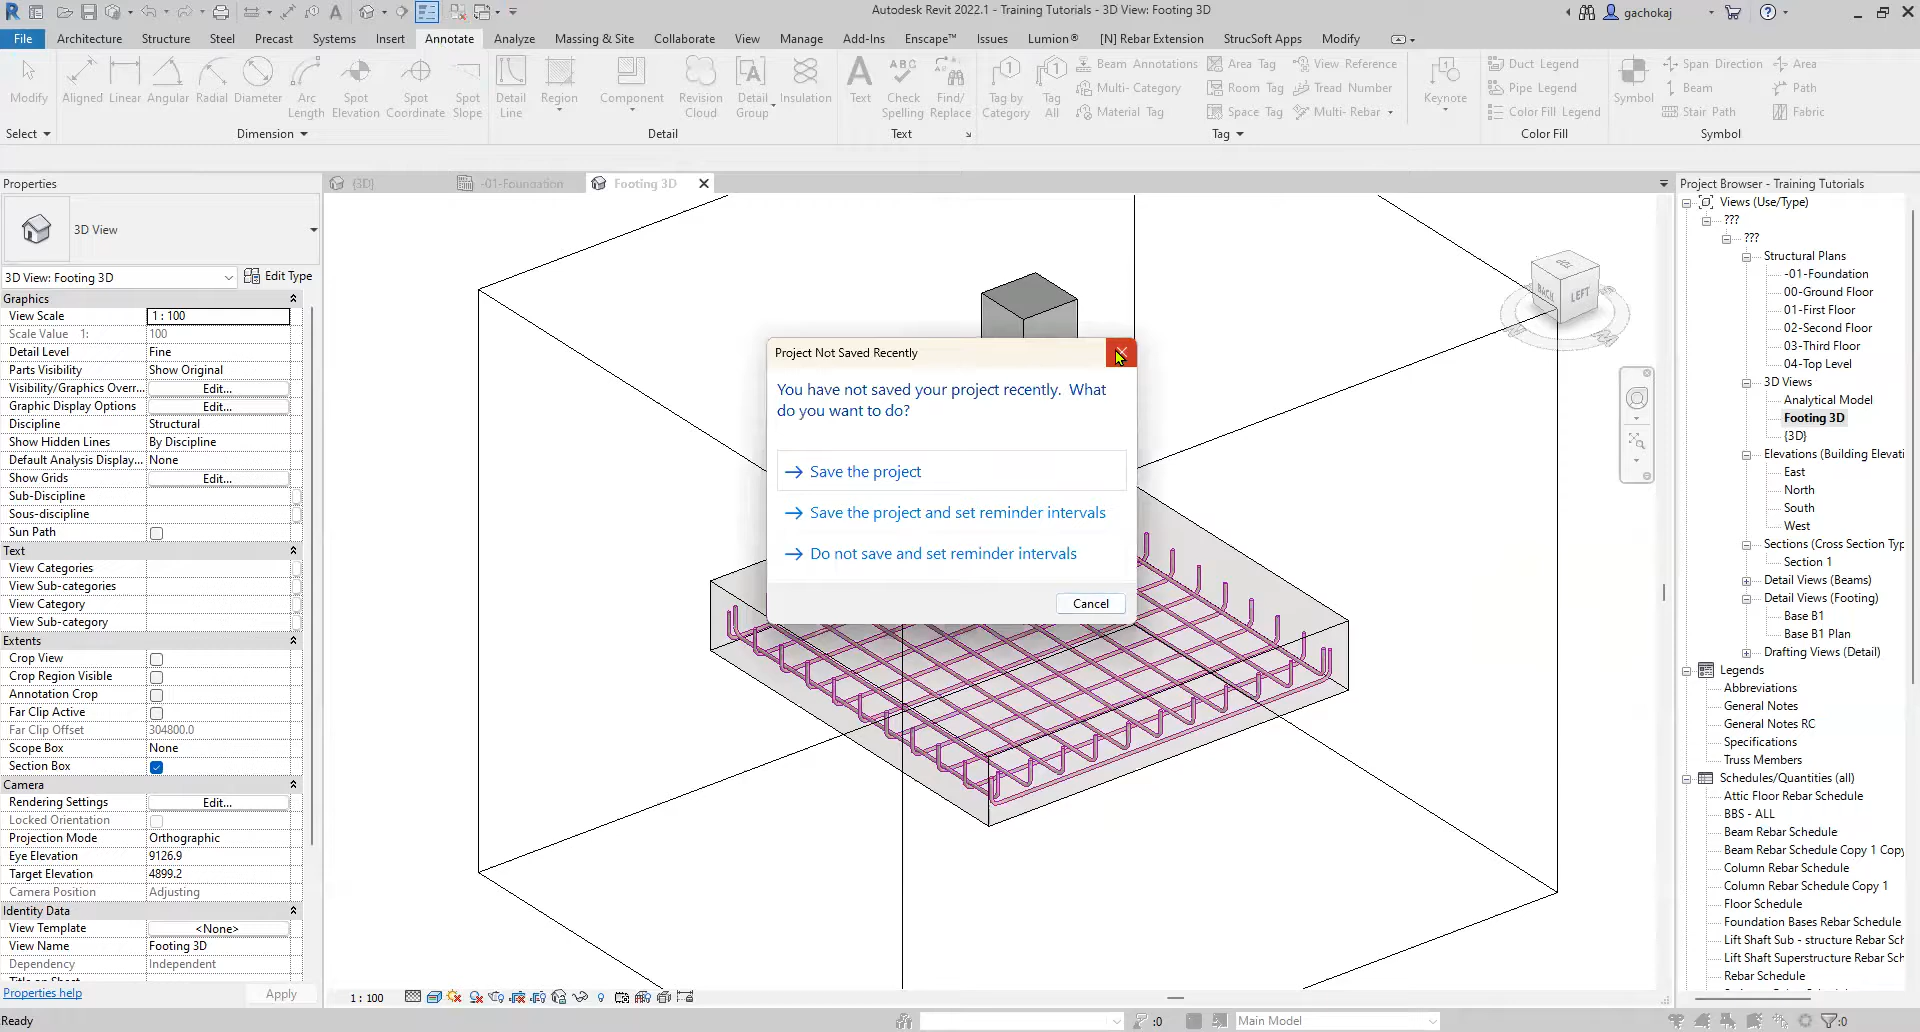 Autodesk Revit 2022.1 - Training Tutorials - 3D View: Footing 3D
gachokaj
File
Architecture
Structure
Steel
Precast
Systems
Insert
Annotate
Analyze
Massing & Site
Collaborate
View
Manage
Add-Ins
Enscape™
Issues
Lumion®
[N] Rebar Extension
StrucSoft Apps
Modify
Modify
Aligned
Linear
Angular
Radial
Diameter
Arc
Length
Spot
Elevation
Spot
Coordinate
Spot
Slope
Detail
Line
Region
Component
Revision
Cloud
Detail
Group
Insulation
Text
Check
Spelling
Find/
Replace
Tag by
Category
Tag
All
Beam Annotations
Multi- Category
Material Tag
Area Tag
Room Tag
Space Tag
View Reference
Tread Number
Multi- Rebar
Keynote
Duct Legend
Pipe Legend
Color Fill Legend
Symbol
Span Direction
Beam
Stair Path
Area
Path
Fabric
Select
Dimension
Detail
Text
Tag
Color Fill
Symbol
Properties
3D View
3D View: Footing 3D
Edit Type
Graphics
View Scale 1 : 100
Scale Value 1: 100
Detail Level Fine
Parts Visibility Show Original
Visibility/Graphics Overr... Edit...
Graphic Display Options Edit...
Discipline Structural
Show Hidden Lines By Discipline
Default Analysis Display... None
Show Grids Edit...
Sub-Discipline
Sous-discipline
Sun Path
Text
View Categories
View Sub-categories
View Category
View Sub-category
Extents
Crop View
Crop Region Visible
Annotation Crop
Far Clip Active
Far Clip Offset 304800.0
Scope Box None
Section Box
Camera
Rendering Settings Edit...
Locked Orientation
Projection Mode Orthographic
Eye Elevation 9126.9
Target Elevation 4899.2
Camera Position Adjusting
Identity Data
View Template <None>
View Name Footing 3D
Dependency Independent
Properties help
Apply
Ready
{3D}
-01-Foundation
Footing 3D
TOP
BACK
LEFT
Project Not Saved Recently
You have not saved your project recently. What
do you want to do?
Save the project
Save the project and set reminder intervals
Do not save and set reminder intervals
Cancel
1 : 100
:0
Main Model
:0
Project Browser - Training Tutorials
Views (Use/Type)
???
???
Structural Plans
-01-Foundation
00-Ground Floor
01-First Floor
02-Second Floor
03-Third Floor
04-Top Level
3D Views
Analytical Model
Footing 3D
{3D}
Elevations (Building Elevati
East
North
South
West
Sections (Cross Section Typ
Section 1
Detail Views (Beams)
Detail Views (Footing)
Base B1
Base B1 Plan
Drafting Views (Detail)
Legends
Abbreviations
General Notes
General Notes RC
Specifications
Truss Members
Schedules/Quantities (all)
Attic Floor Rebar Schedule
BBS - ALL
Beam Rebar Schedule
Beam Rebar Schedule Copy 1 Copy
Column Rebar Schedule
Column Rebar Schedule Copy 1
Floor Schedule
Foundation Bases Rebar Schedule
Lift Shaft Sub - structure Rebar Sch
Lift Shaft Superstructure Rebar Sch
Rebar Schedule